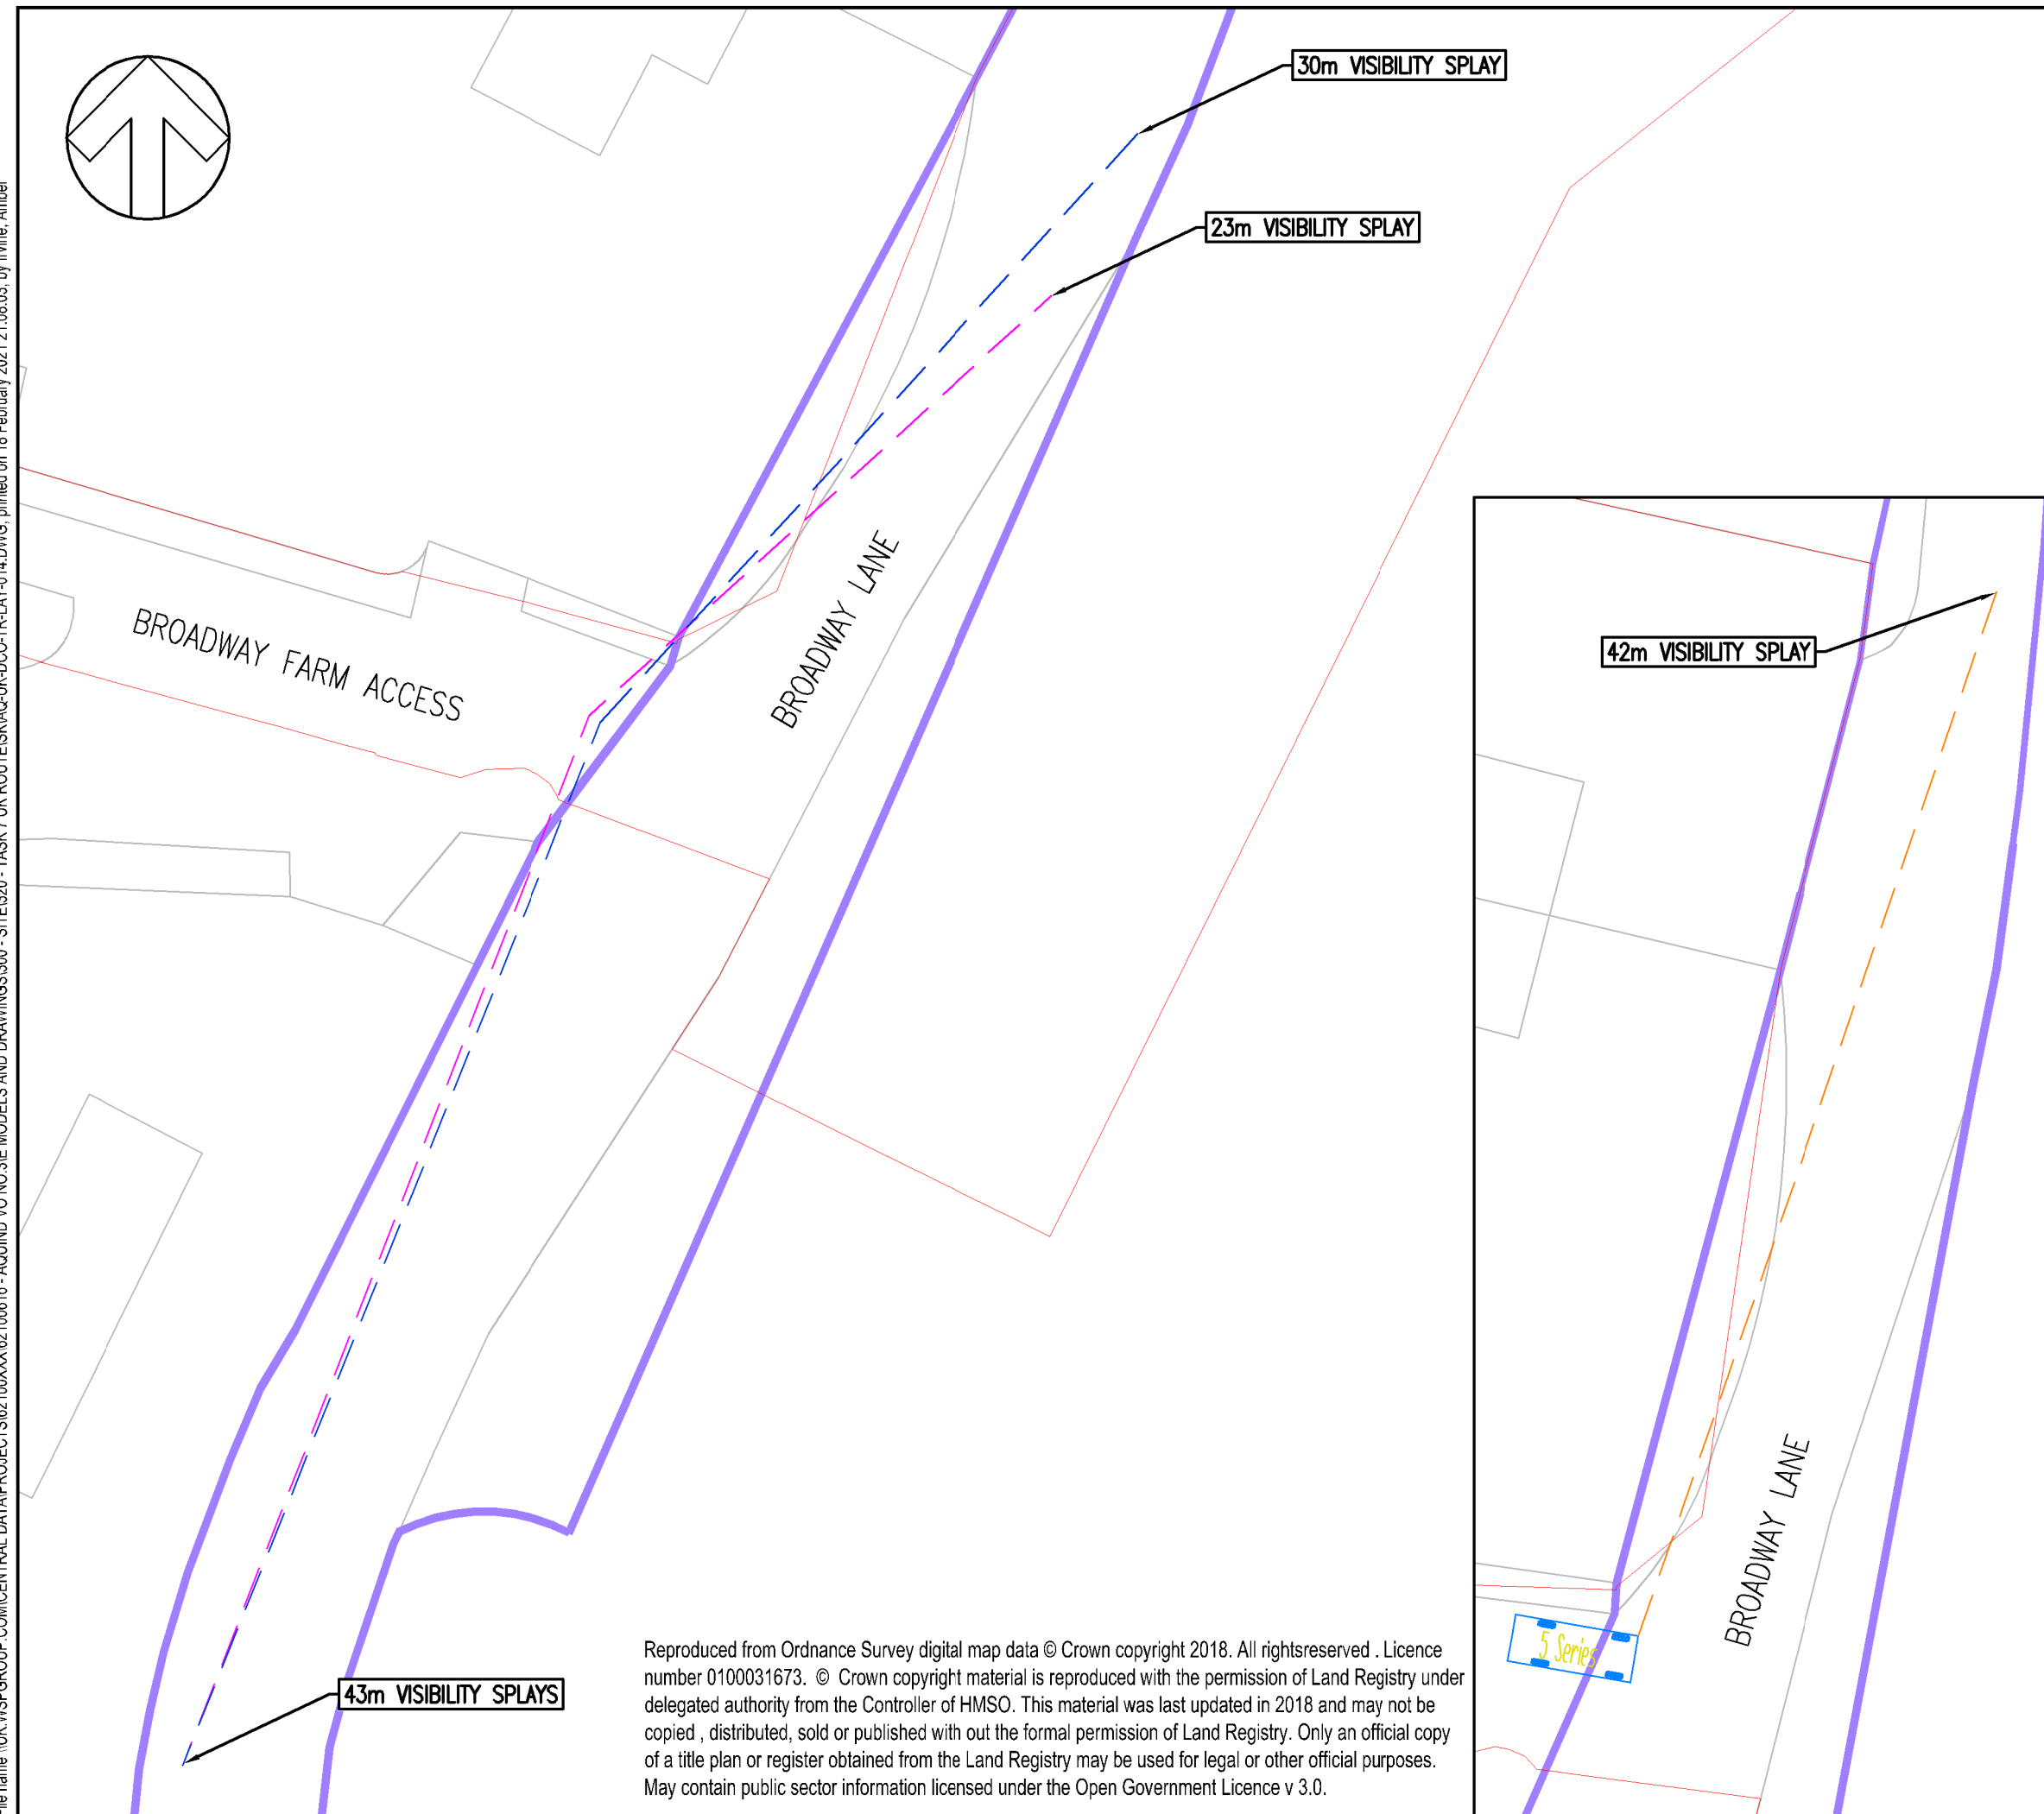 30m VISIBILITY SPLAY
23m VISIBILITY SPLAY
BROADWAY LANE
BROADWAY FARM ACCESS
42m VISIBILITY SPLAY
BROADWAY LANE
5 Series
43m VISIBILITY SPLAYS
Reproduced from Ordnance Survey digital map data © Crown copyright 2018. All rightsreserved . Licence
number 0100031673. © Crown copyright material is reproduced with the permission of Land Registry under
delegated authority from the Controller of HMSO. This material was last updated in 2018 and may not be
copied , distributed, sold or published with out the formal permission of Land Registry. Only an official copy
of a title plan or register obtained from the Land Registry may be used for legal or other official purposes.
May contain public sector information licensed under the Open Government Licence v 3.0.